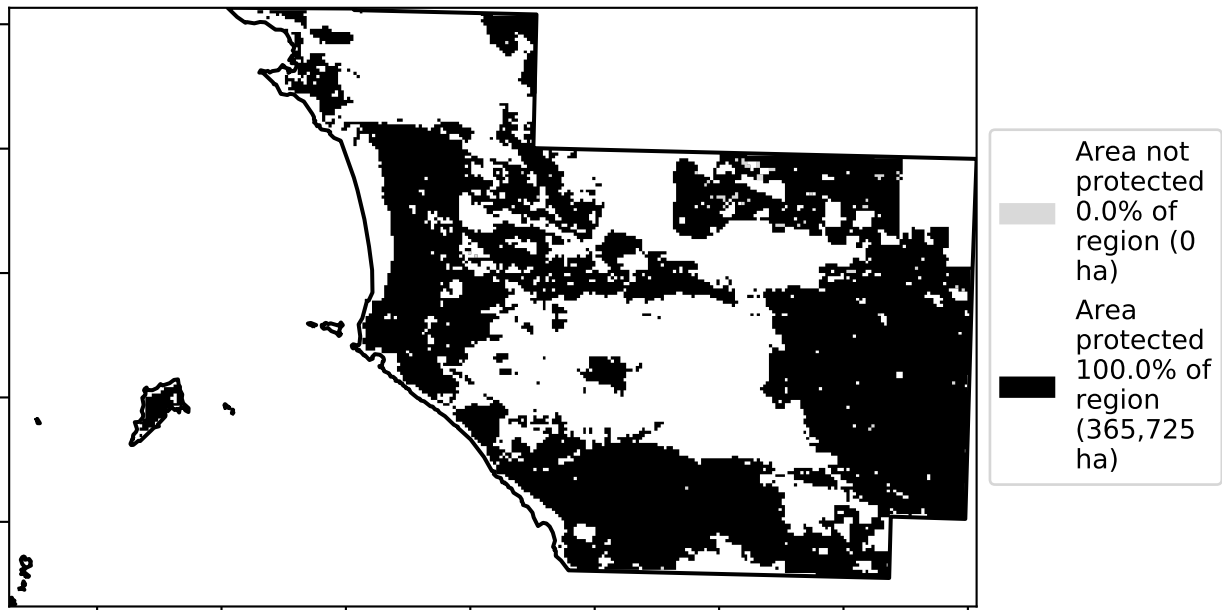 Area not
protected
0.0% of
region (0
ha)
Area
protected
100.0% of
region
(365,725
ha)